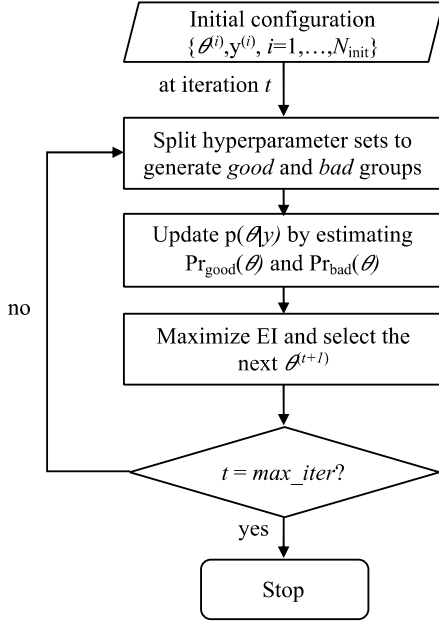 Initial configuration
{θ⁽ⁱ⁾,y⁽ⁱ⁾, i=1,…,N_init}
at iteration t
Split hyperparameter sets to
generate good and bad groups
Update p(θ|y) by estimating
Pr_good(θ) and Pr_bad(θ)
no
Maximize EI and select the
next θ⁽ᵗ⁺¹⁾
t = max_iter?
yes
Stop